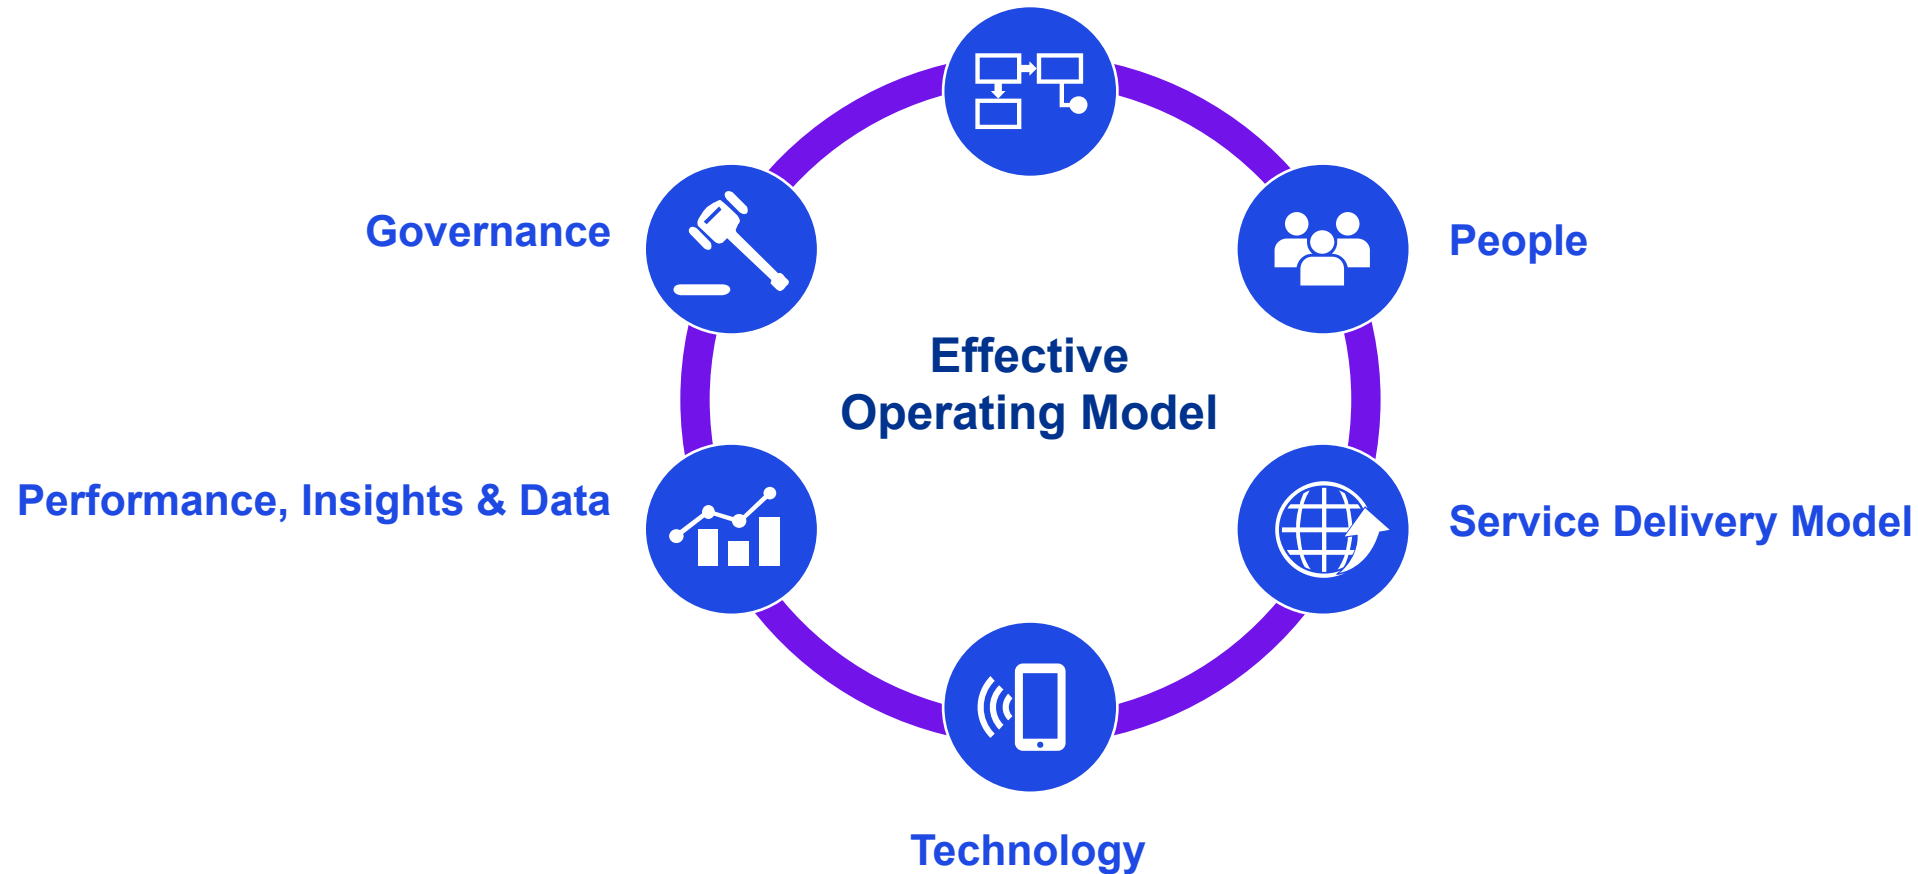 Governance
People
Effective
Operating Model
Performance, Insights & Data
Service Delivery Model
Technology